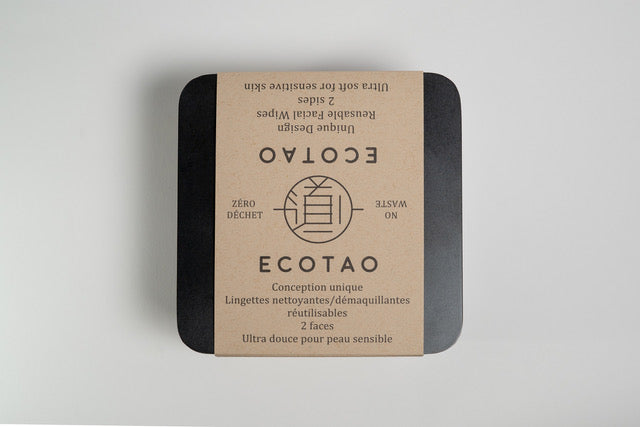 Ultra soft for sensitive skin
2 sides
Reusable Facial Wipes
Unique Design
ECOTAO
ZÉRO
DÉCHET
NO
WASTE
ECOTAO
Conception unique
Lingettes nettoyantes/démaquillantes
réutilisables
2 faces
Ultra douce pour peau sensible